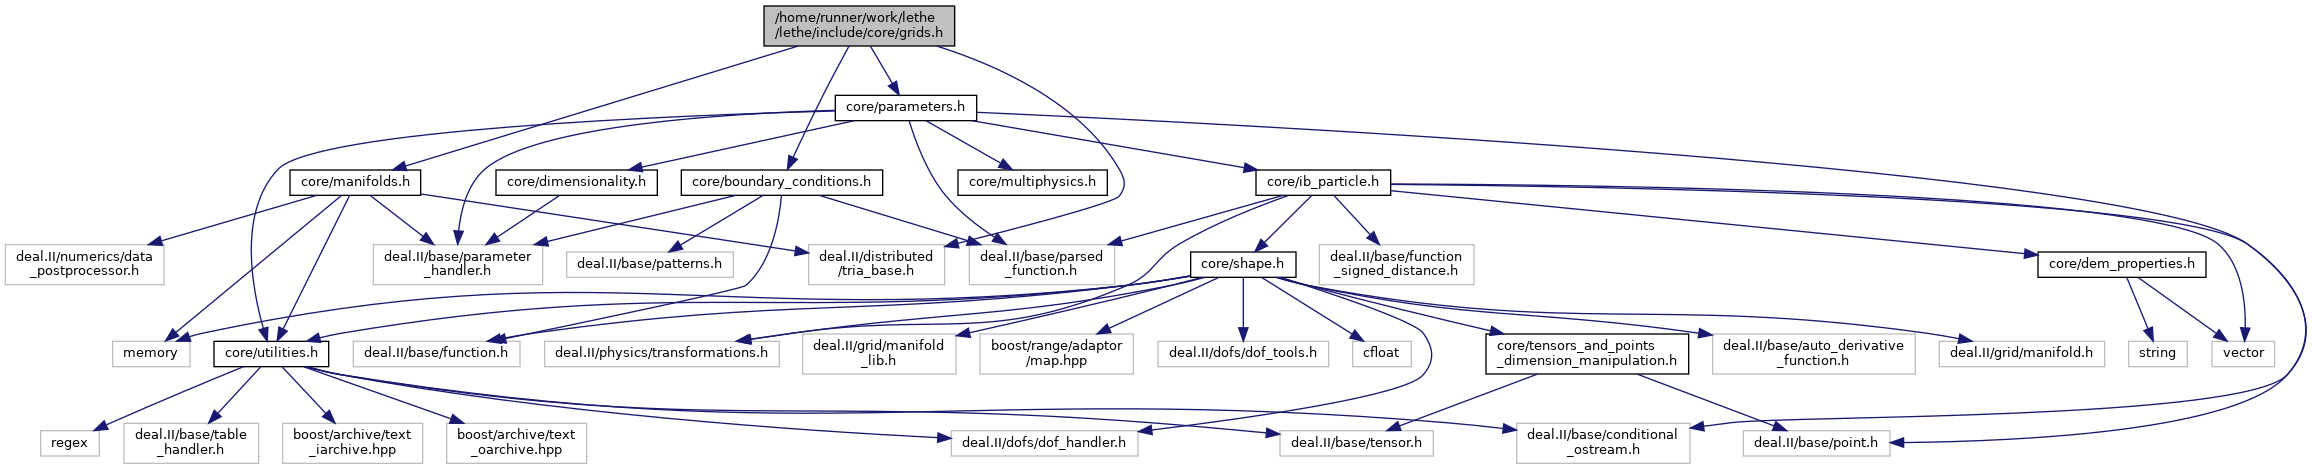 /home/runner/work/lethe
/lethe/include/core/grids.h
core/parameters.h
core/manifolds.h
core/dimensionality.h
core/boundary_conditions.h
core/multiphysics.h
core/ib_particle.h
deal.II/numerics/data
_postprocessor.h
deal.II/base/parameter
_handler.h
deal.II/base/patterns.h
deal.II/distributed
/tria_base.h
deal.II/base/parsed
_function.h
core/shape.h
deal.II/base/function
_signed_distance.h
core/dem_properties.h
memory
core/utilities.h
deal.II/base/function.h
deal.II/physics/transformations.h
deal.II/grid/manifold
_lib.h
boost/range/adaptor
/map.hpp
deal.II/dofs/dof_tools.h
cfloat
core/tensors_and_points
_dimension_manipulation.h
deal.II/base/auto_derivative
_function.h
deal.II/grid/manifold.h
string
vector
regex
deal.II/base/table
_handler.h
boost/archive/text
_iarchive.hpp
boost/archive/text
_oarchive.hpp
deal.II/dofs/dof_handler.h
deal.II/base/tensor.h
deal.II/base/conditional
_ostream.h
deal.II/base/point.h